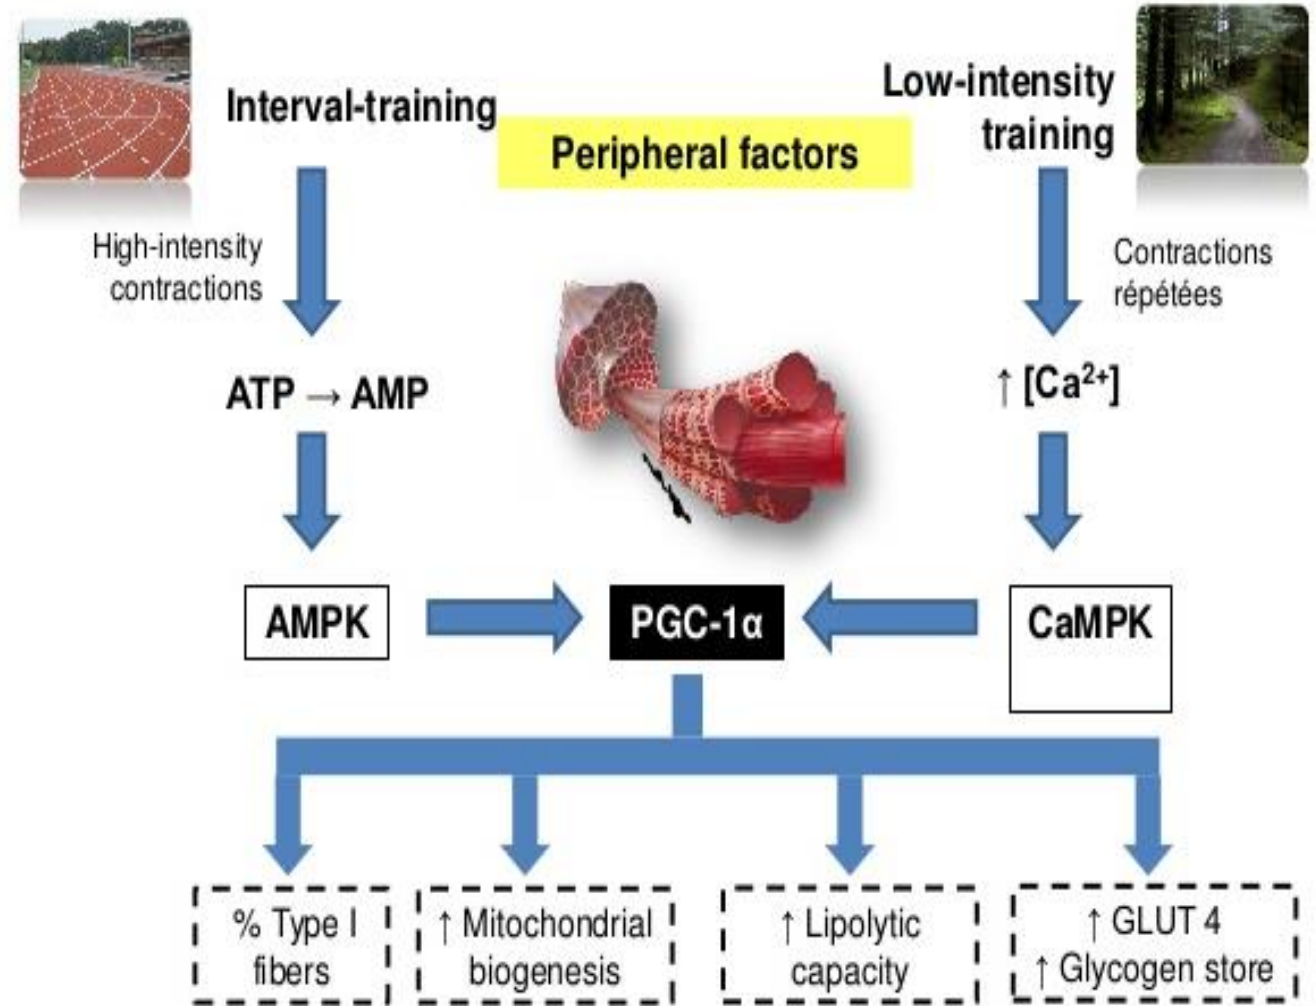 Interval-training
Low-intensity
training
Peripheral factors
High-intensity
contractions
Contractions
répétées
ATP → AMP
↑ [Ca²⁺]
AMPK
PGC-1α
CaMPK
% Type I
fibers
↑ Mitochondrial
biogenesis
↑ Lipolytic
capacity
↑ GLUT 4
↑ Glycogen store